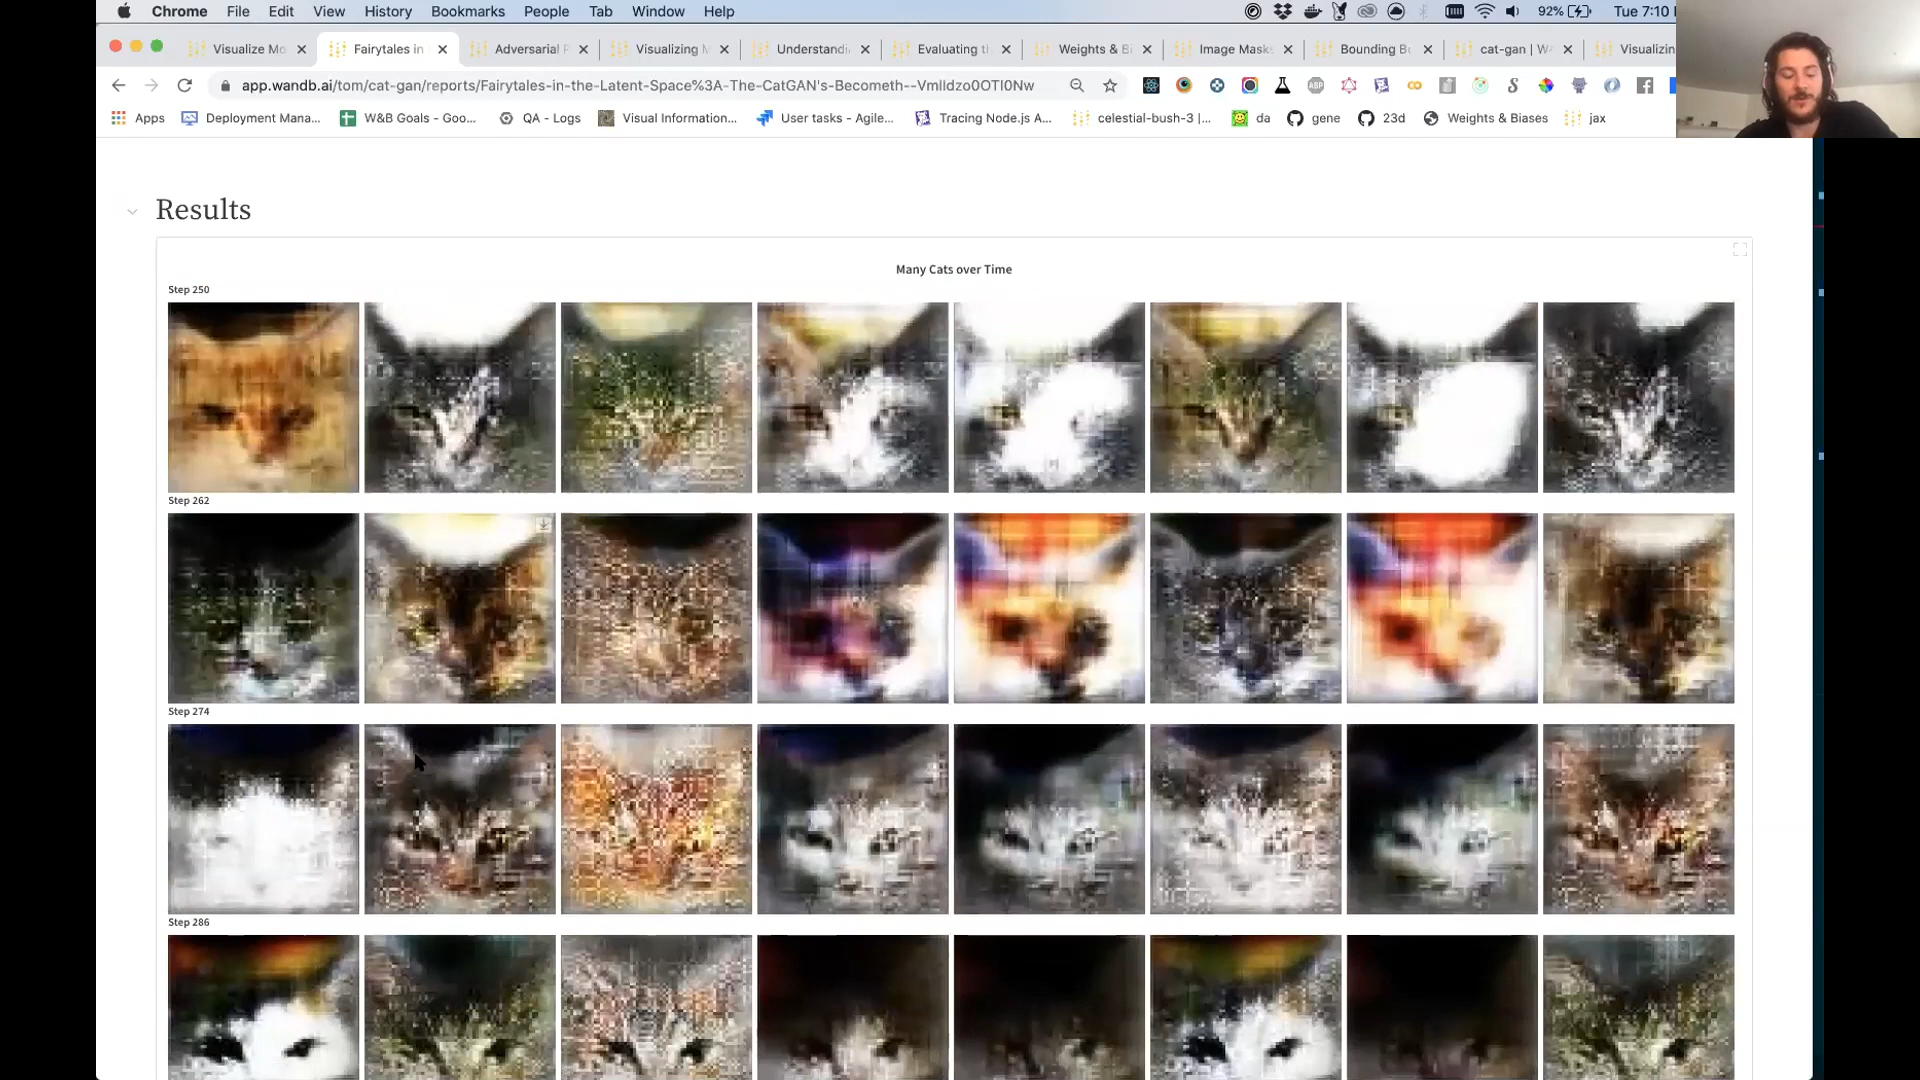 Chrome File Edit View History Bookmarks People Tab Window Help 92% Tue 7:10
Visualize Mo Fairytales in Adversarial P Visualizing M Understandi Evaluating th Weights & Bi Image Masks Bounding Bo cat-gan | W Visualizin
app.wandb.ai/tom/cat-gan/reports/Fairytales-in-the-Latent-Space%3A-The-CatGAN's-Becometh--Vmlldzo0OTI0Nw
Apps Deployment Mana... W&B Goals - Goo... QA - Logs Visual Information... User tasks - Agile... Tracing Node.js A... celestial-bush-3 |... da gene 23d Weights & Biases jax
Results
Many Cats over Time
Step 250
Step 262
Step 274
Step 286